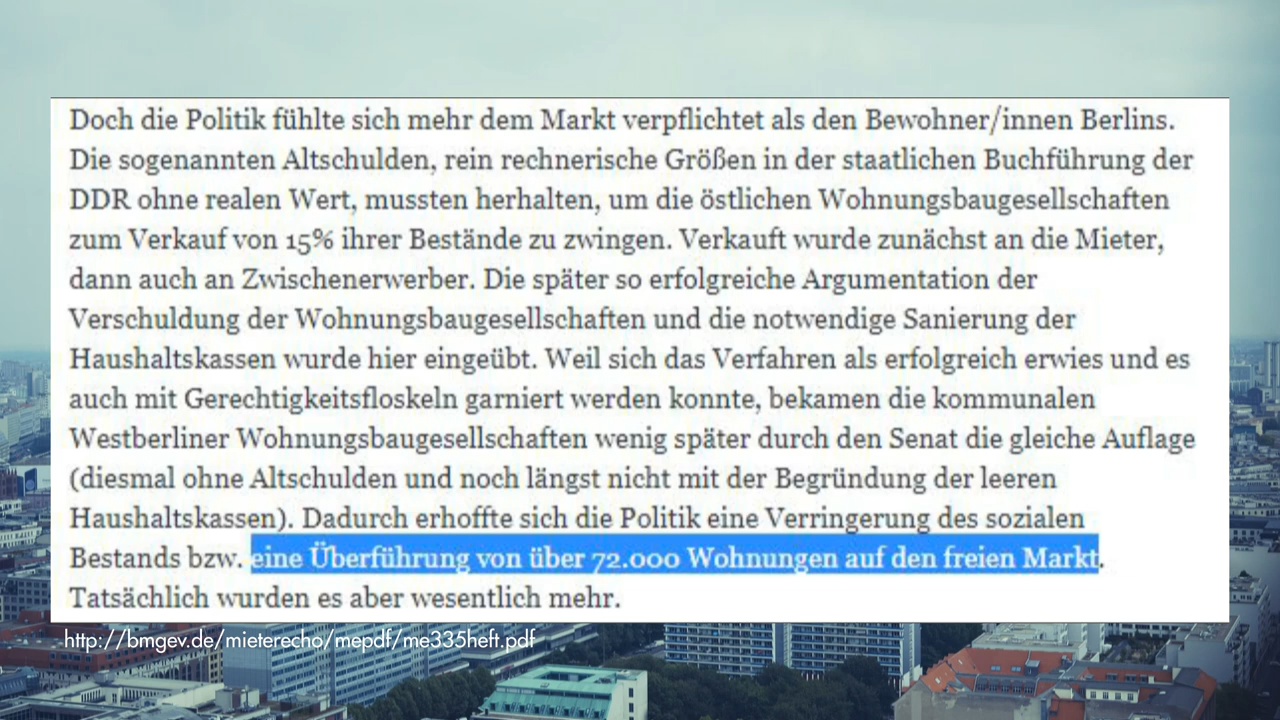 Doch die Politik fühlte sich mehr dem Markt verpflichtet als den Bewohner/innen Berlins.
Die sogenannten Altschulden, rein rechnerische Größen in der staatlichen Buchführung der
DDR ohne realen Wert, mussten herhalten, um die östlichen Wohnungsbaugesellschaften
zum Verkauf von 15% ihrer Bestände zu zwingen. Verkauft wurde zunächst an die Mieter,
dann auch an Zwischenerwerber. Die später so erfolgreiche Argumentation der
Verschuldung der Wohnungsbaugesellschaften und die notwendige Sanierung der
Haushaltskassen wurde hier eingeübt. Weil sich das Verfahren als erfolgreich erwies und es
auch mit Gerechtigkeitsfloskeln garniert werden konnte, bekamen die kommunalen
Westberliner Wohnungsbaugesellschaften wenig später durch den Senat die gleiche Auflage
(diesmal ohne Altschulden und noch längst nicht mit der Begründung der leeren
Haushaltskassen). Dadurch erhoffte sich die Politik eine Verringerung des sozialen
Bestands bzw. eine Überführung von über 72.000 Wohnungen auf den freien Markt.
Tatsächlich wurden es aber wesentlich mehr.
http://bmgev.de/mieterecho/mepdf/me335heft.pdf